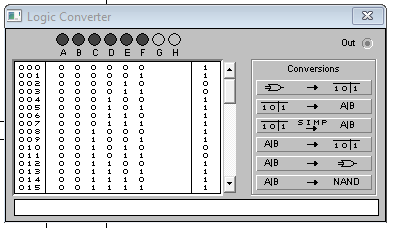 Logic Converter
Out
A B C D E F G H
000 0 0 0 0 0 0 1
001 0 0 0 0 0 1 1
002 0 0 0 0 1 0 0
003 0 0 0 0 1 1 0
004 0 0 0 1 0 0 1
005 0 0 0 1 0 1 0
006 0 0 0 1 1 0 1
007 0 0 0 1 1 1 1
008 0 0 1 0 0 0 0
009 0 0 1 0 0 1 1
010 0 0 1 0 1 0 1
011 0 0 1 0 1 1 0
012 0 0 1 1 0 0 1
013 0 0 1 1 0 1 1
014 0 0 1 1 1 0 1
015 0 0 1 1 1 1 1
Conversions
→ 1 0 | 1
1 0 | 1 → A|B
1 0 | 1 SIMP → A|B
A|B → 1 0 | 1
A|B →
A|B → NAND